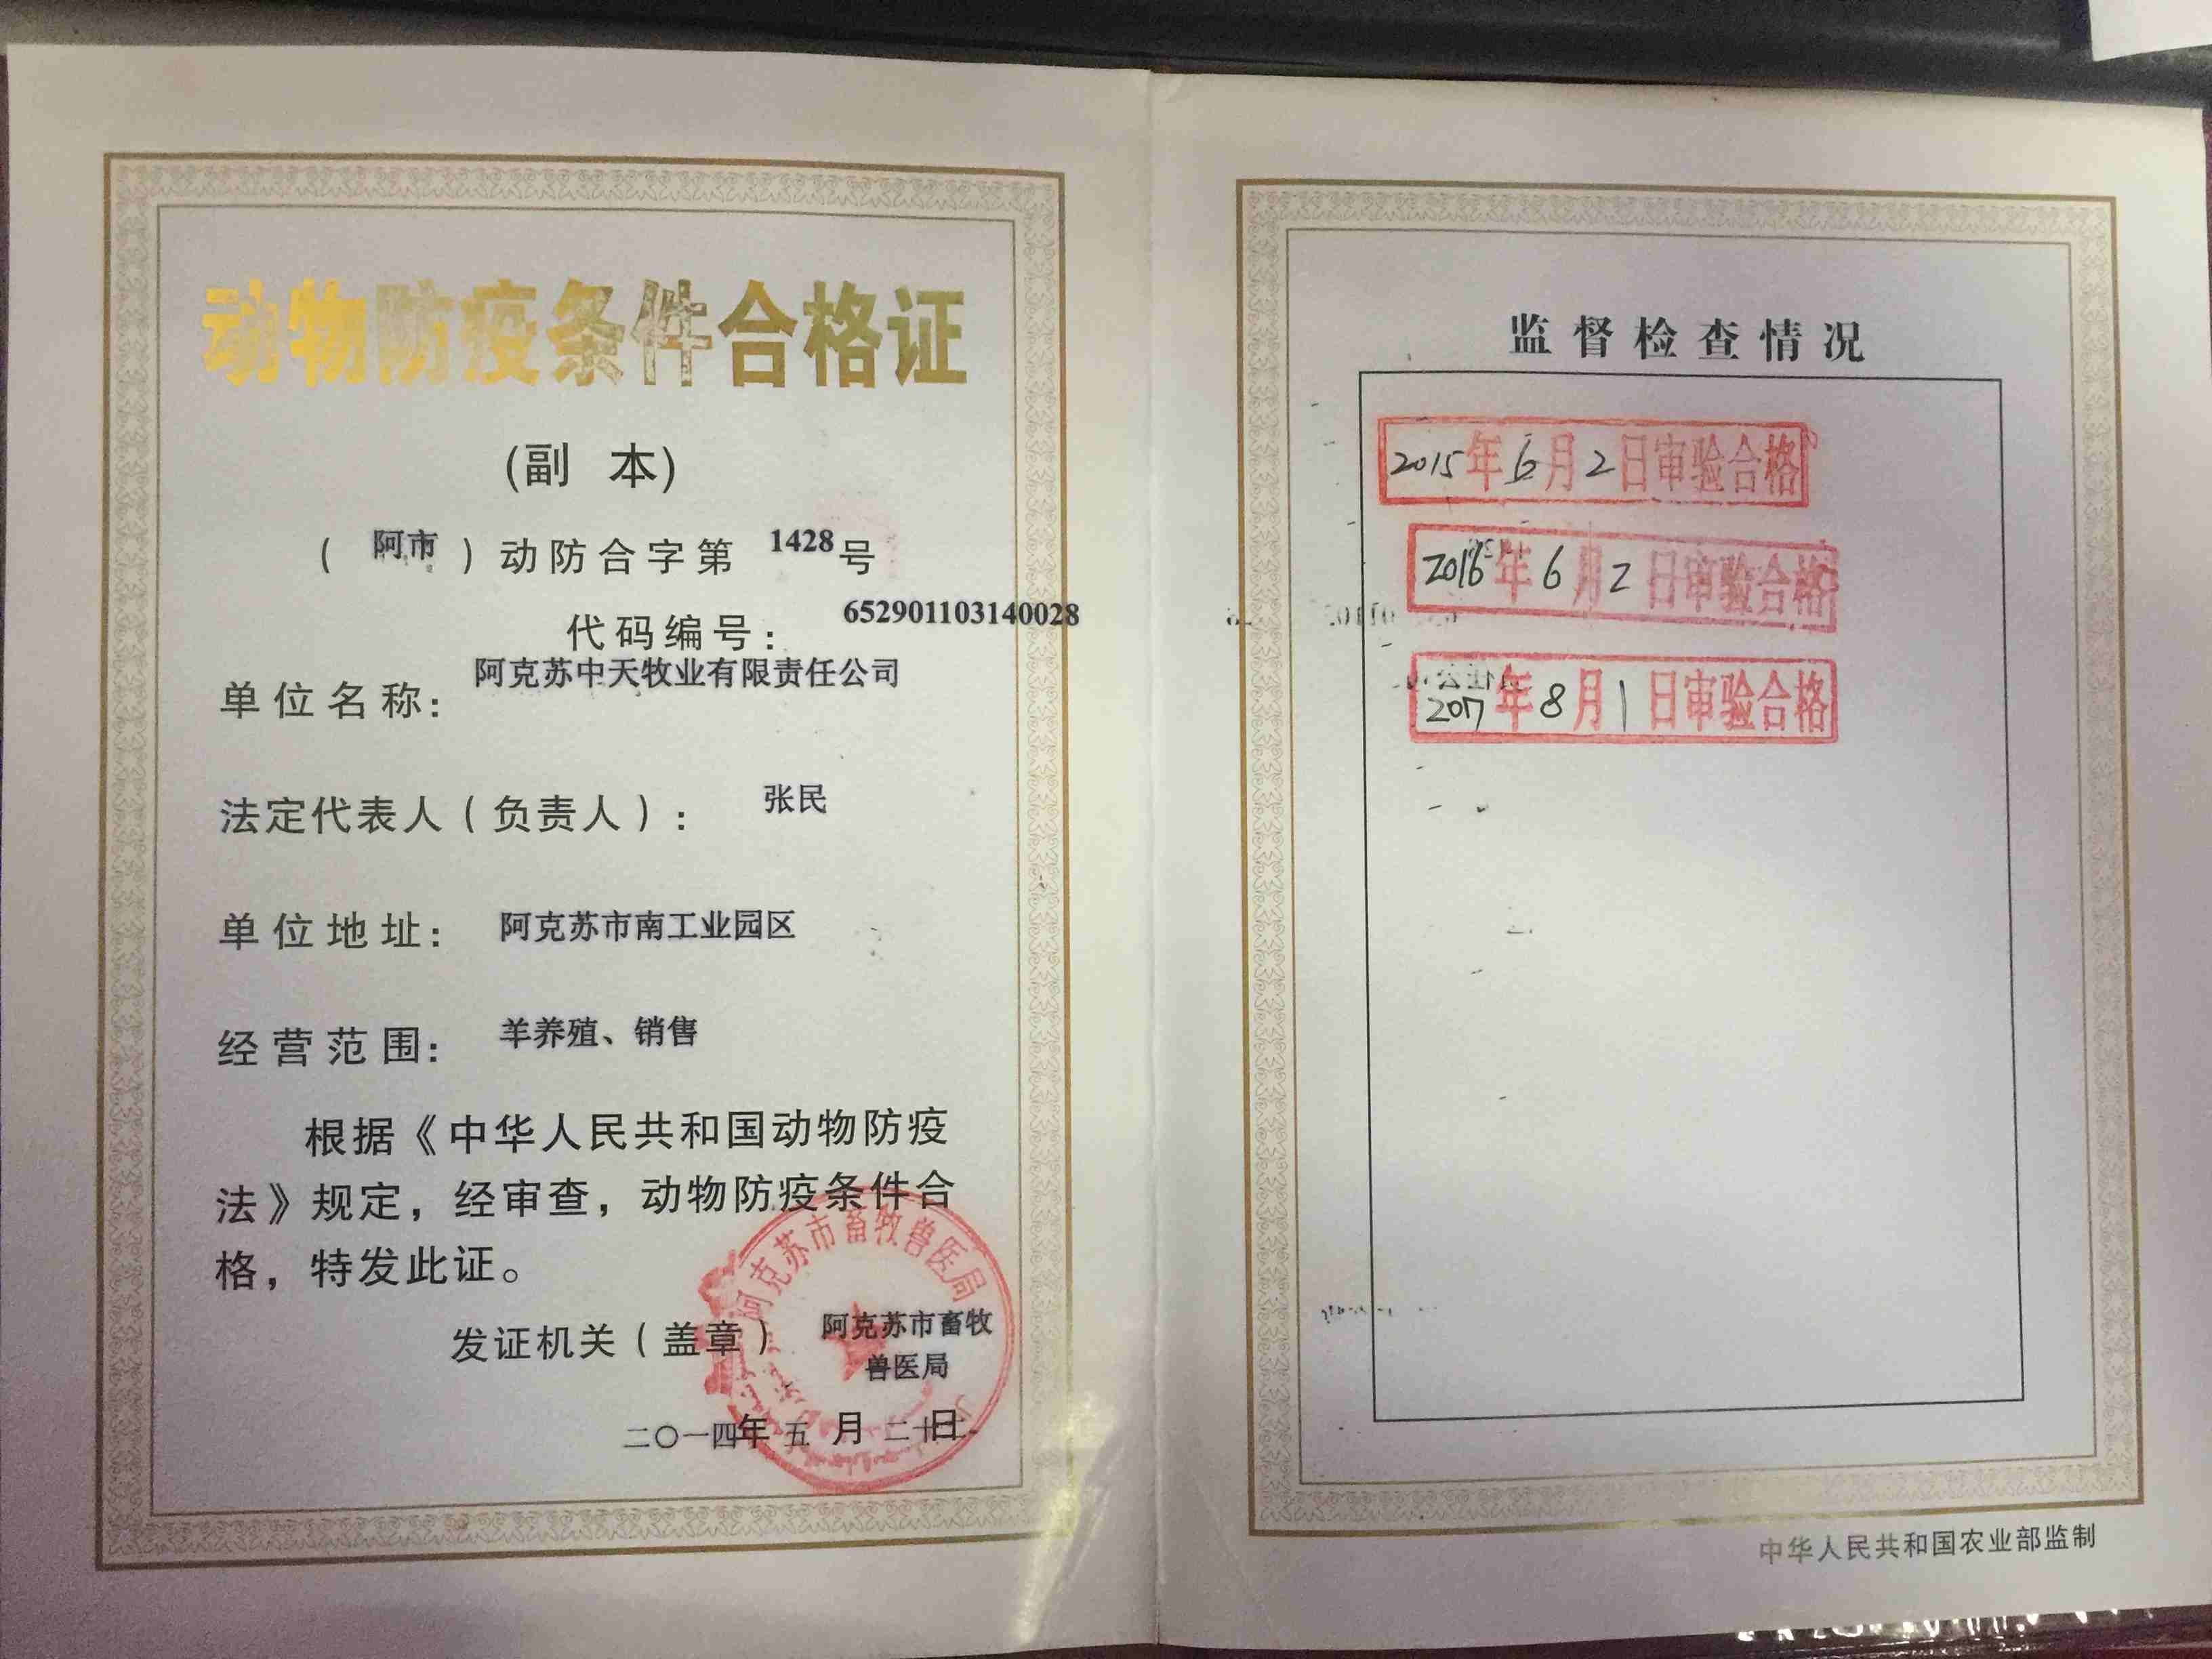 动物防疫条件合格证
(副 本)
（ 阿市 ）动防合字第 1428 号
代码编号： 652901103140028
单位名称： 阿克苏中天牧业有限责任公司
法定代表人（负责人）： 张民
单位地址： 阿克苏市南工业园区
经营范围： 羊养殖、销售
根据《中华人民共和国动物防疫
法》规定，经审查，动物防疫条件合
格，特发此证。
发证机关（盖章） 阿克苏市畜牧
兽医局
阿克苏市畜牧兽医局
二〇一四年 五 月 二十日
监督检查情况
2015年6月2日审验合格
2016年6月2日审验合格
2017年8月1日审验合格
中华人民共和国农业部监制